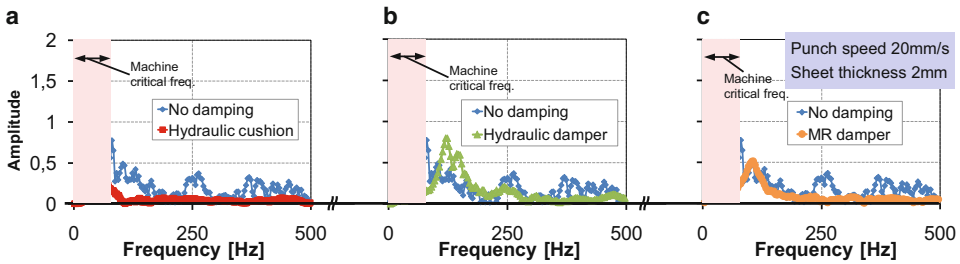 a
Amplitude
2
1,5
1
0,5
0
Machine
critical freq.
No damping
Hydraulic cushion
0
250
500
Frequency [Hz]
b
Machine
critical freq.
No damping
Hydraulic damper
0
250
500
Frequency [Hz]
c
Punch speed 20mm/s
Sheet thickness 2mm
Machine
critical freq.
No damping
MR damper
0
250
500
Frequency [Hz]